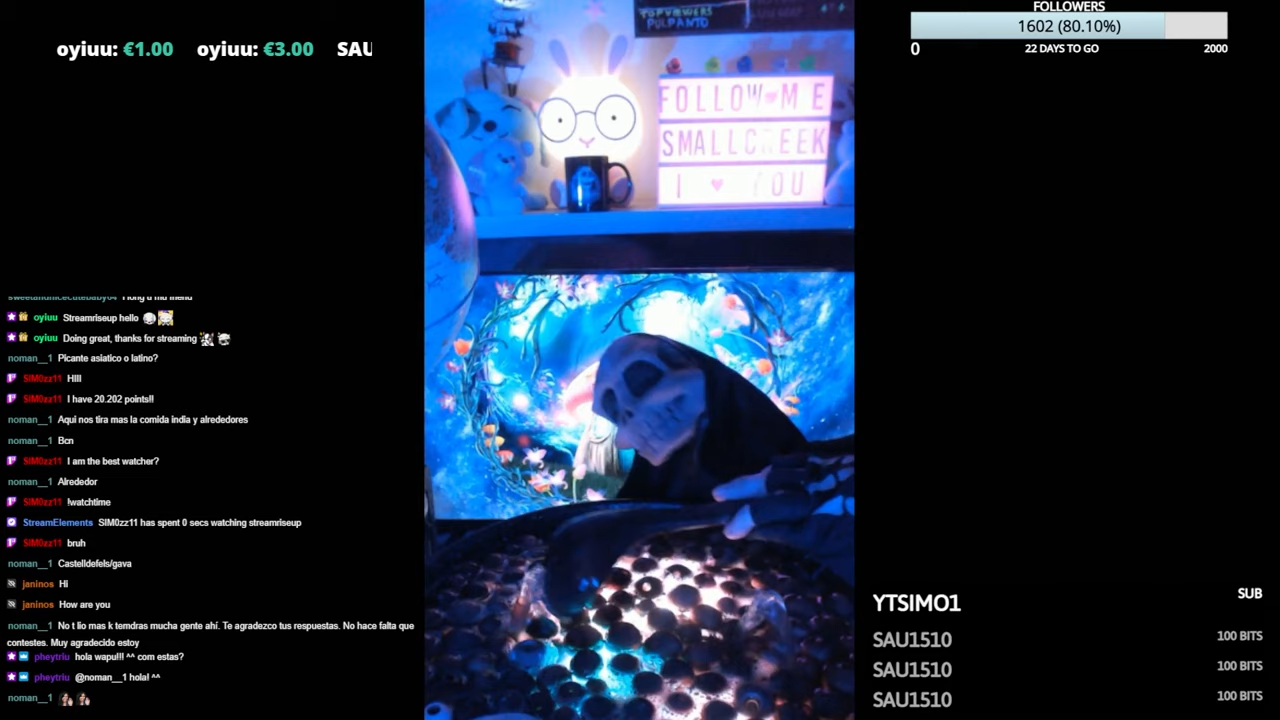 oyiuu: €1.00 oyiuu: €3.00 SAU
FOLLOWERS
1602 (80.10%)
0 22 DAYS TO GO 2000
TOPVIEWERS
PULPANTO
FOLLOW♥ME
SMALLCREEK
I ♥ YOU
oyiuu Streamriseup hello
oyiuu Doing great, thanks for streaming
noman__1 Picante asiatico o latino?
SIM0zz11 HIII
SIM0zz11 I have 20.202 points!!
noman__1 Aqui nos tira mas la comida india y alrededores
noman__1 Bcn
SIM0zz11 I am the best watcher?
noman__1 Alrededor
SIM0zz11 !watchtime
StreamElements SIM0zz11 has spent 0 secs watching streamriseup
SIM0zz11 bruh
noman__1 Castelldefels/gava
janinos Hi
janinos How are you
noman__1 No t lio mas k temdras mucha gente ahí. Te agradezco tus respuestas. No hace falta que
contestes. Muy agradecido estoy
pheytriu hola wapu!!! ^^ com estas?
pheytriu @noman__1 hola! ^^
noman__1
YTSIMO1 SUB
SAU1510 100 BITS
SAU1510 100 BITS
SAU1510 100 BITS